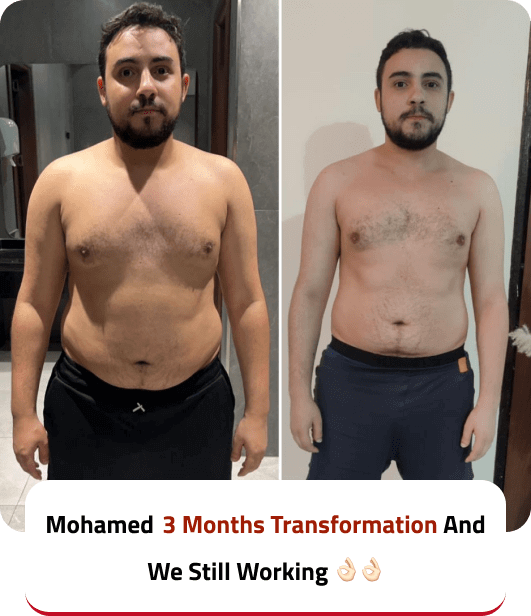 Mohamed 3 Months Transformation And
We Still Working 👌🏻👌🏻